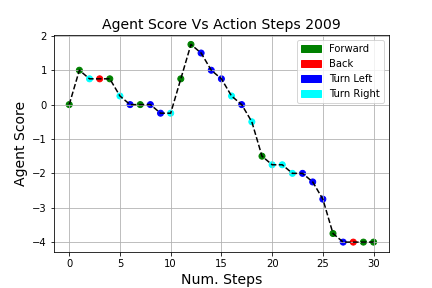 Agent Score Vs Action Steps 2009
Forward
Back
Turn Left
Turn Right
Agent Score
2
1
0
−1
−2
−3
−4
0 5 10 15 20 25 30
Num. Steps